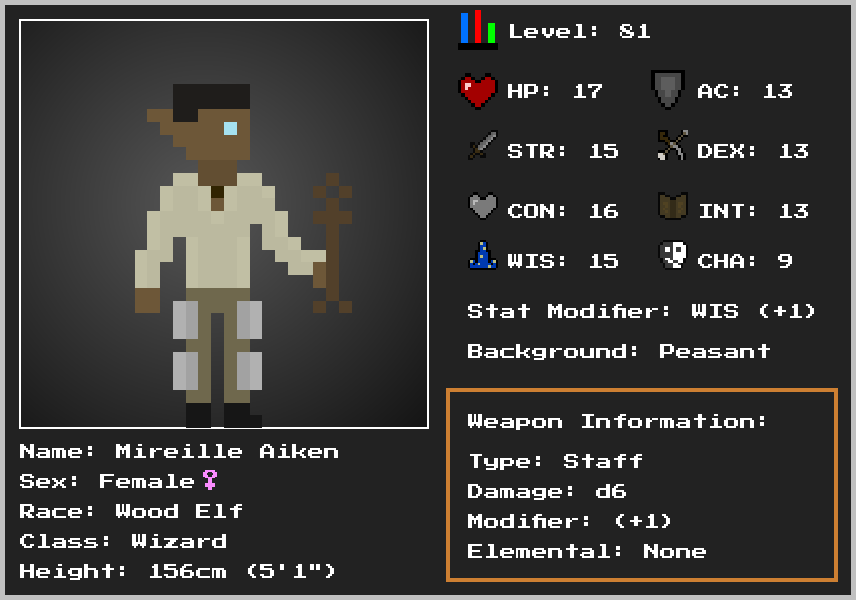 Level: 81
HP: 17 AC: 13
STR: 15 DEX: 13
CON: 16 INT: 13
WIS: 15 CHA: 9
Stat Modifier: WIS (+1)
Background: Peasant
Weapon Information:
Type: Staff
Damage: d6
Modifier: (+1)
Elemental: None
Name: Mireille Aiken
Sex: Female♀
Race: Wood Elf
Class: Wizard
Height: 156cm (5'1")